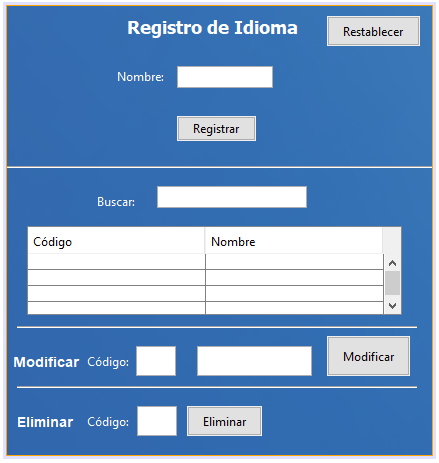 Registro de Idioma
Restablecer
Nombre:
Registrar
Buscar:
Código Nombre
Modificar Código: Modificar
Eliminar Código: Eliminar